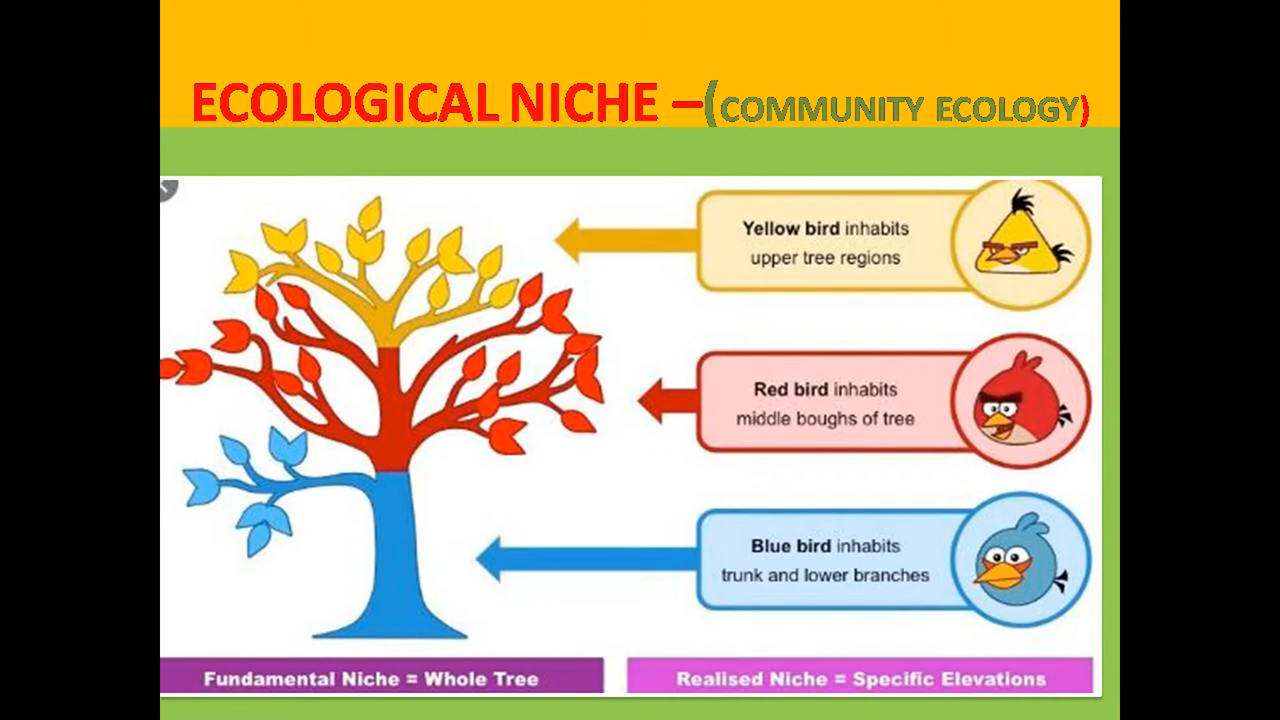 ECOLOGICAL NICHE –(COMMUNITY ECOLOGY)
Yellow bird inhabits
upper tree regions
Red bird inhabits
middle boughs of tree
Blue bird inhabits
trunk and lower branches
Fundamental Niche = Whole Tree
Realised Niche = Specific Elevations